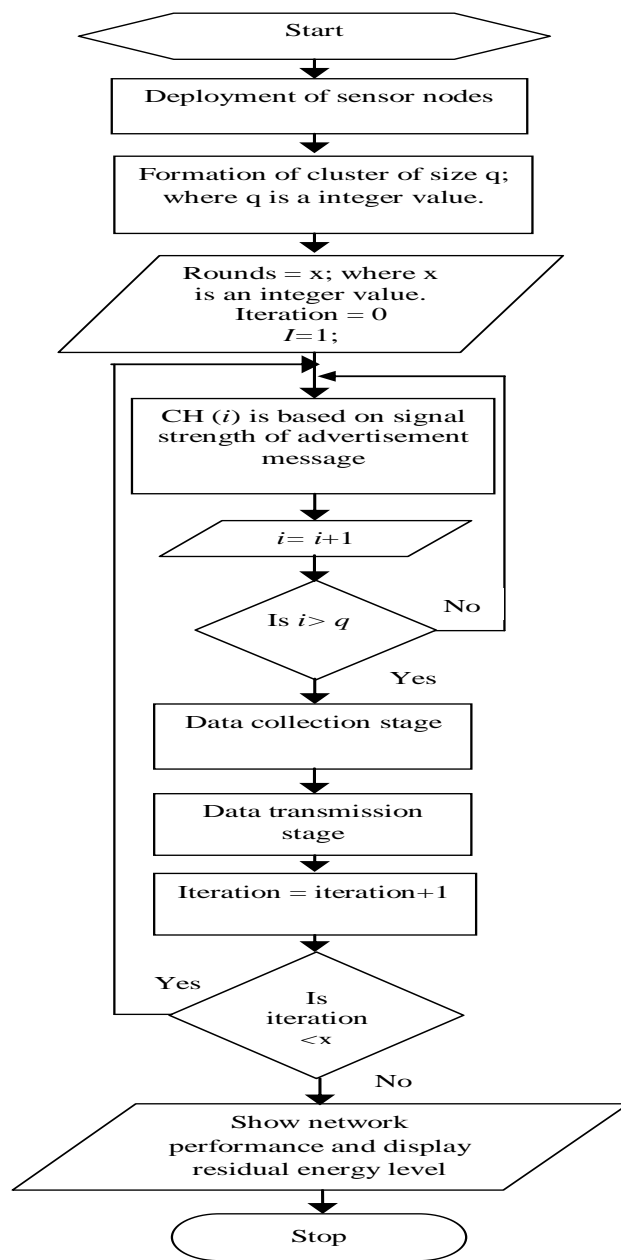 Start
Deployment of sensor nodes
Formation of cluster of size q;
where q is a integer value.
Rounds = x; where x
is an integer value.
Iteration = 0
I=1;
CH (i) is based on signal
strength of advertisement
message
i= i+1
Is i> q
No
Yes
Data collection stage
Data transmission
stage
Iteration = iteration+1
Yes
Is
iteration
<x
No
Show network
performance and display
residual energy level
Stop